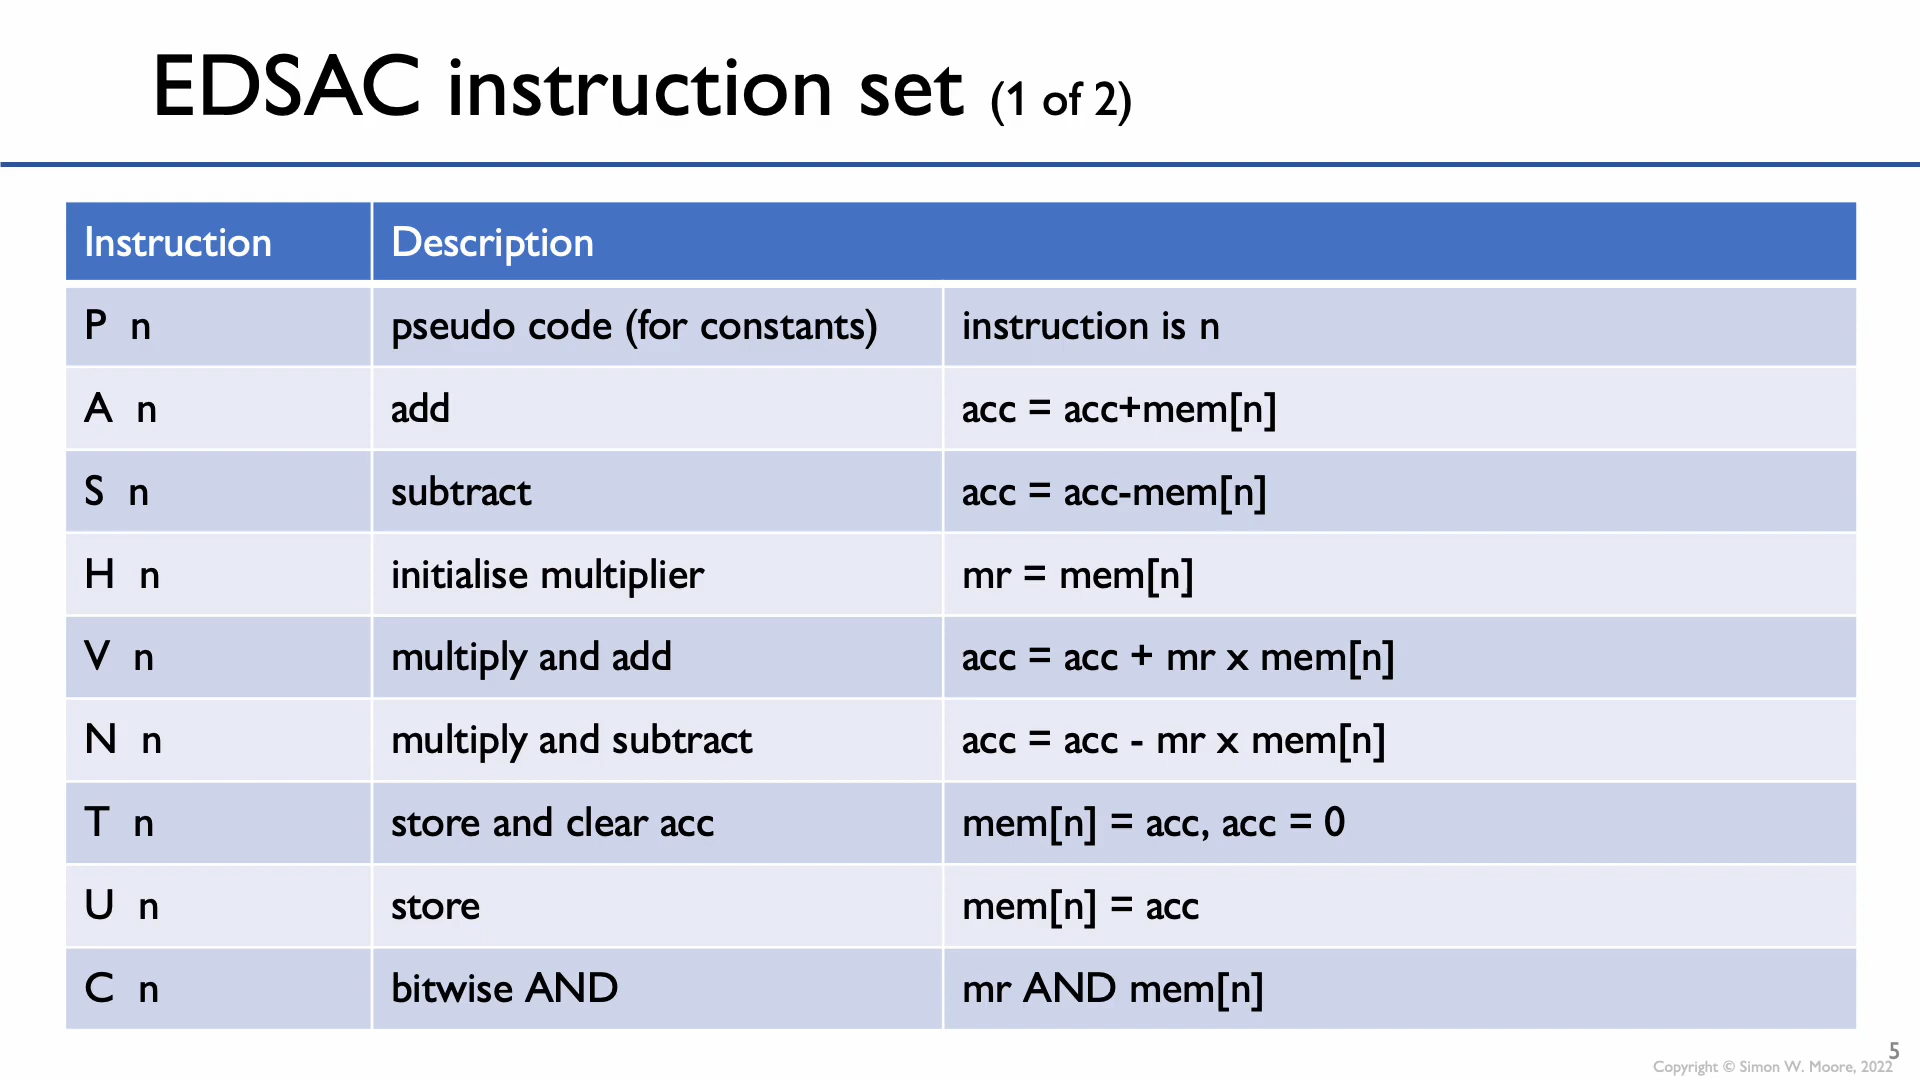 EDSAC instruction set (1 of 2)
Instruction Description
P n pseudo code (for constants) instruction is n
A n add acc = acc+mem[n]
S n subtract acc = acc-mem[n]
H n initialise multiplier mr = mem[n]
V n multiply and add acc = acc + mr x mem[n]
N n multiply and subtract acc = acc - mr x mem[n]
T n store and clear acc mem[n] = acc, acc = 0
U n store mem[n] = acc
C n bitwise AND mr AND mem[n]
5
Copyright © Simon W. Moore, 2022